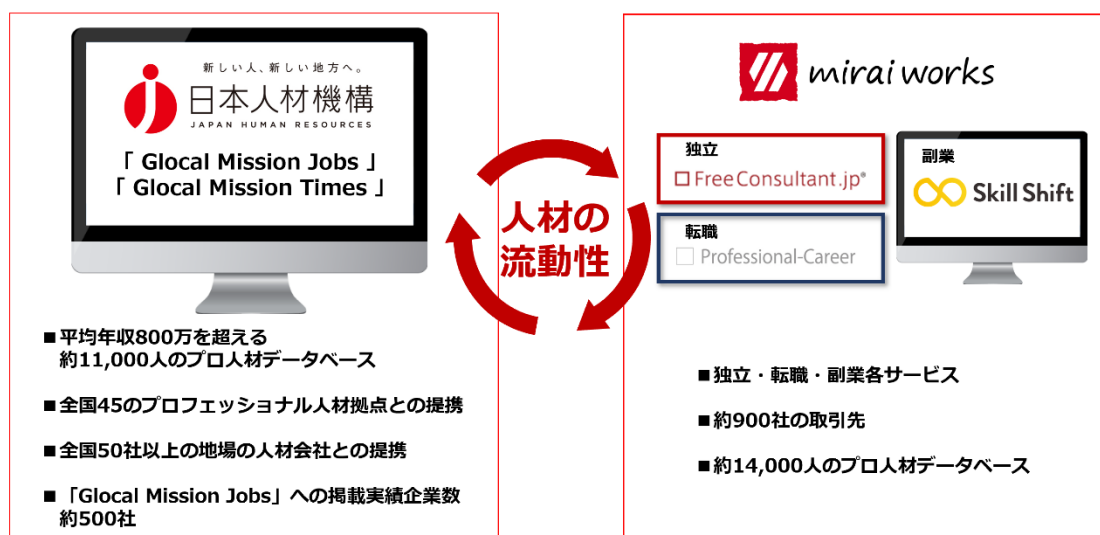 新しい人、新しい地方へ。
日本人材機構
JAPAN HUMAN RESOURCES
「 Glocal Mission Jobs 」
「 Glocal Mission Times 」
■平均年収800万を超える
約11,000人のプロ人材データベース
■全国45のプロフェッショナル人材拠点との提携
■全国50社以上の地場の人材会社との提携
■「Glocal Mission Jobs」への掲載実績企業数
約500社
人材の
流動性
mirai works
独立
FreeConsultant.jp®
転職
Professional-Career
副業
Skill Shift
■独立・転職・副業各サービス
■約900社の取引先
■約14,000人のプロ人材データベース